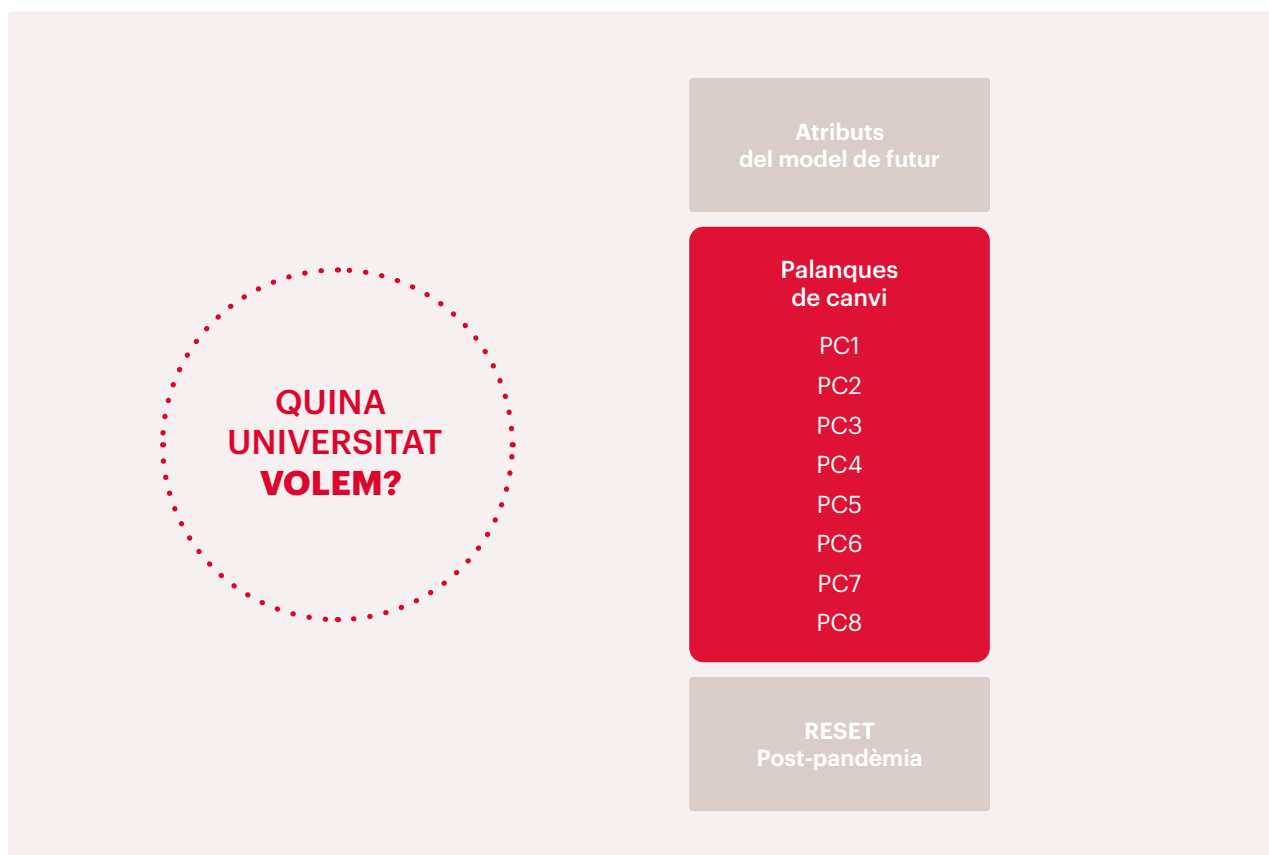 QUINA
UNIVERSITAT
VOLEM?
Atributs
del model de futur
Palanques
de canvi
PC1
PC2
PC3
PC4
PC5
PC6
PC7
PC8
RESET
Post-pandèmia